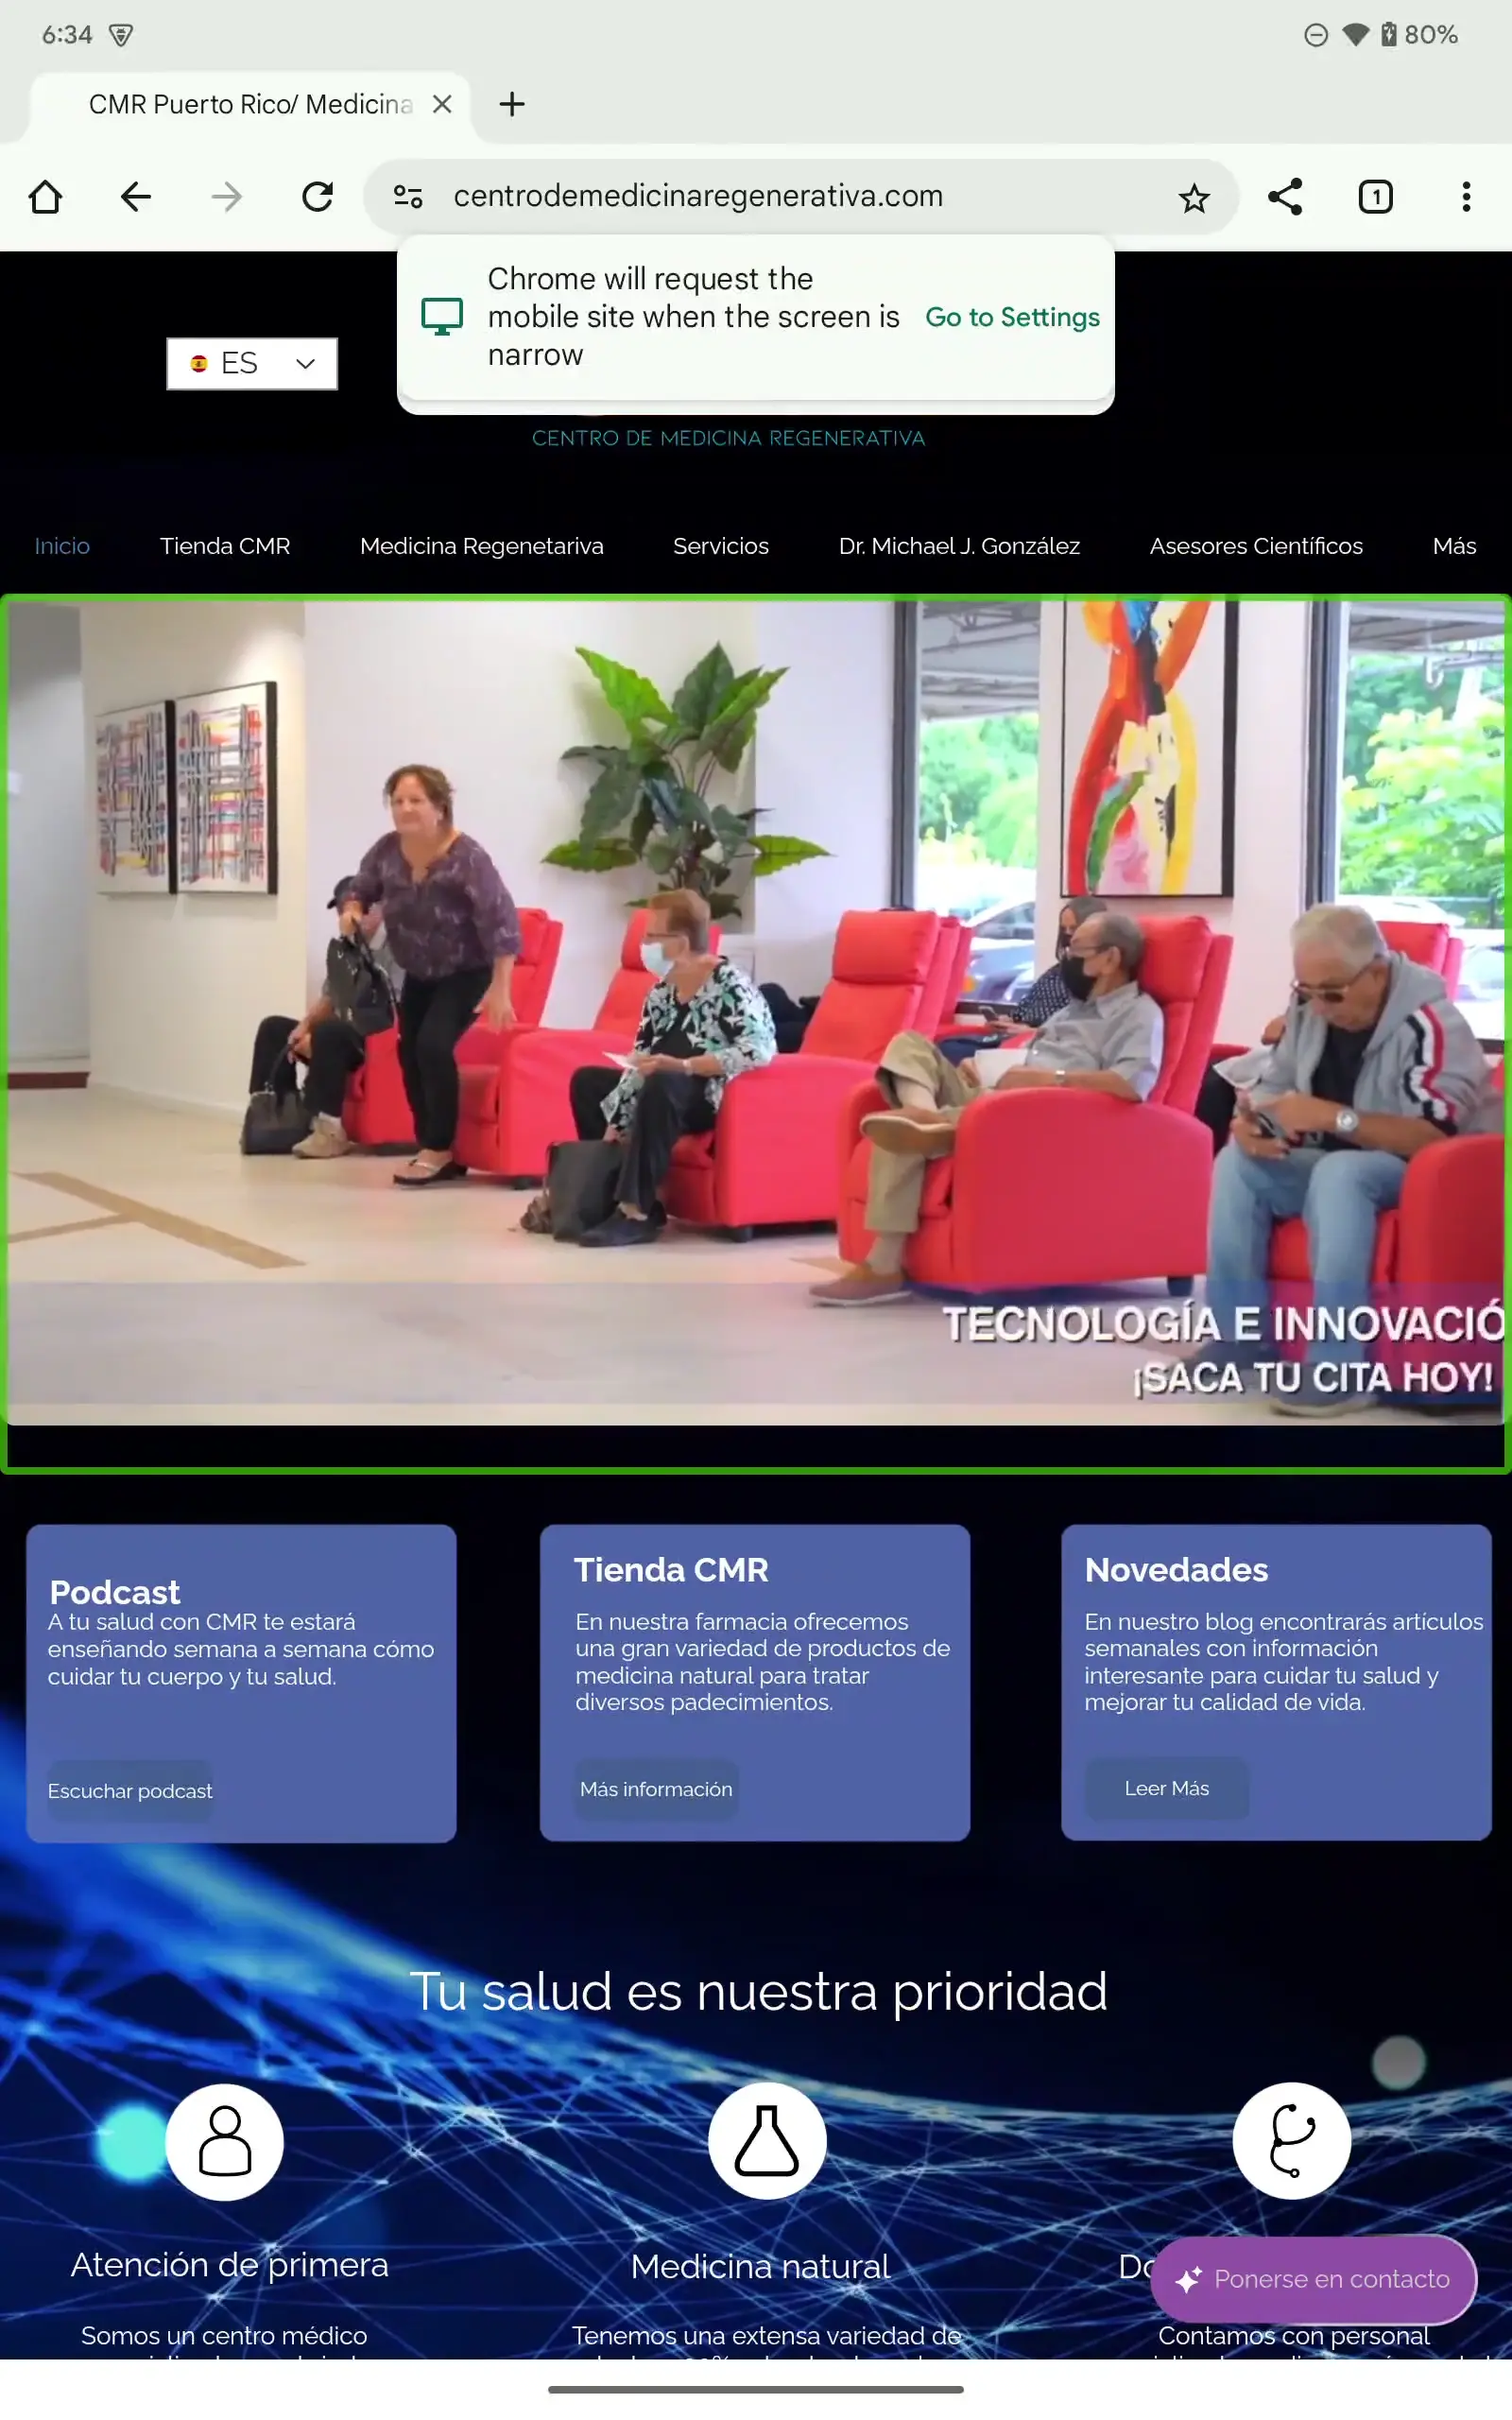 6:34
80%
CMR Puerto Rico/ Medicina
centrodemedicinaregenerativa.com
1
Chrome will request the
mobile site when the screen is
narrow
Go to Settings
ES
CENTRO DE MEDICINA REGENERATIVA
Inicio
Tienda CMR
Medicina Regenetariva
Servicios
Dr. Michael J. González
Asesores Científicos
Más
TECNOLOGÍA E INNOVACIÓ
¡SACA TU CITA HOY!
Podcast
A tu salud con CMR te estará
enseñando semana a semana cómo
cuidar tu cuerpo y tu salud.
Escuchar podcast
Tienda CMR
En nuestra farmacia ofrecemos
una gran variedad de productos de
medicina natural para tratar
diversos padecimientos.
Más información
Novedades
En nuestro blog encontrarás artículos
semanales con información
interesante para cuidar tu salud y
mejorar tu calidad de vida.
Leer Más
Tu salud es nuestra prioridad
Atención de primera
Somos un centro médico
Medicina natural
Tenemos una extensa variedad de
Ponerse en contacto
Contamos con personal